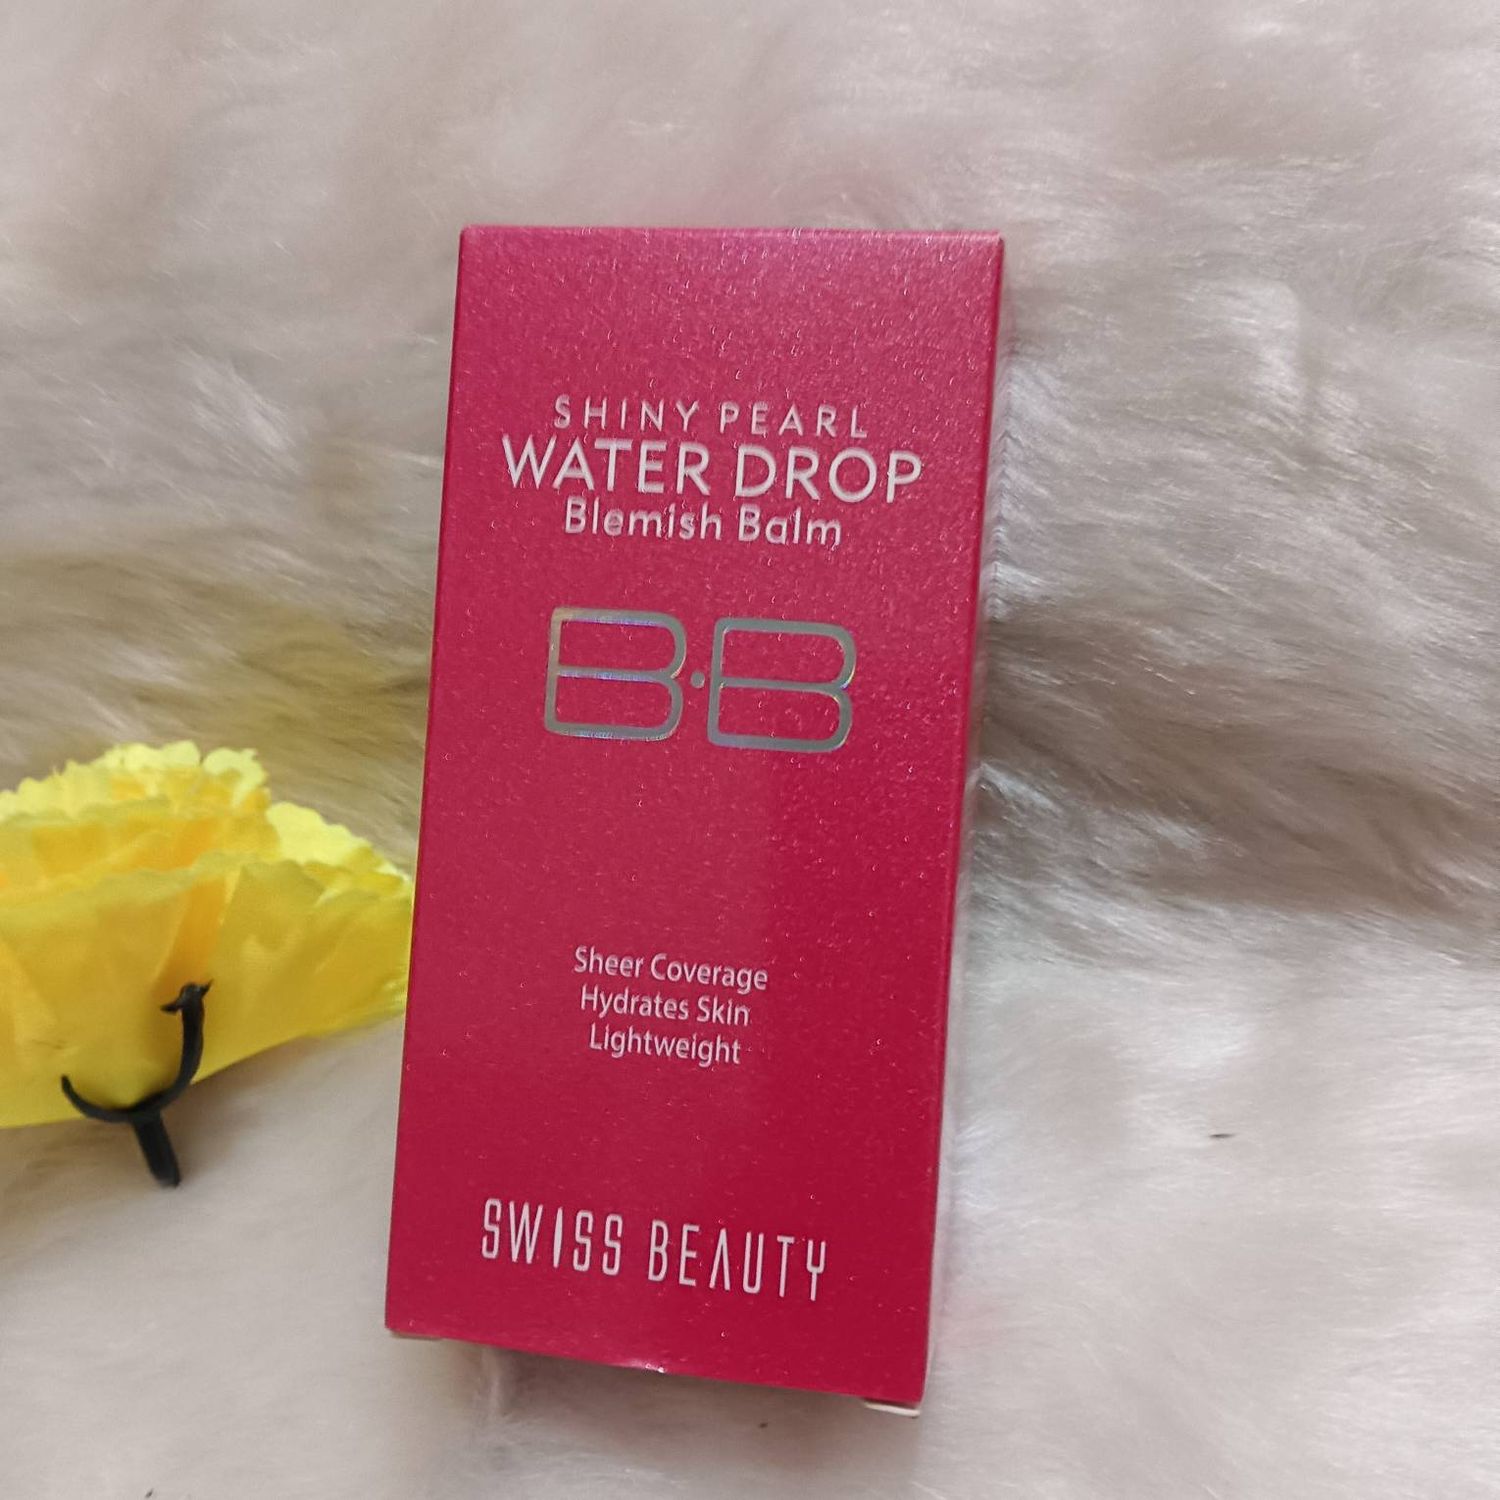 SHINY PEARL
WATER DROP
Blemish Balm
B·B
Sheer Coverage
Hydrates Skin
Lightweight
SWISS BEAUTY